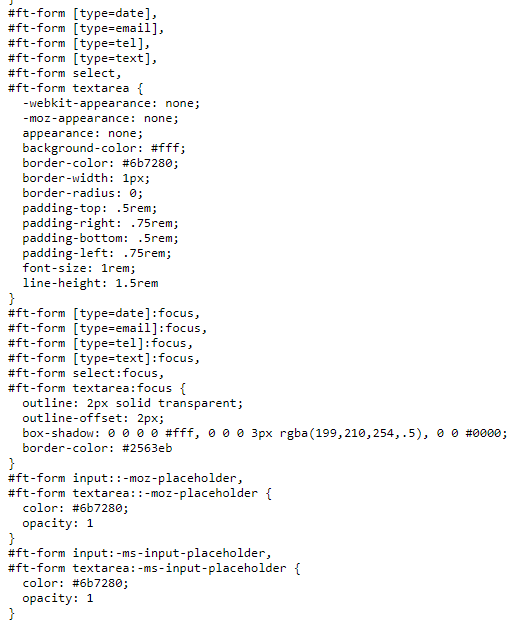 }
#ft-form [type=date],
#ft-form [type=email],
#ft-form [type=tel],
#ft-form [type=text],
#ft-form select,
#ft-form textarea {
  -webkit-appearance: none;
  -moz-appearance: none;
  appearance: none;
  background-color: #fff;
  border-color: #6b7280;
  border-width: 1px;
  border-radius: 0;
  padding-top: .5rem;
  padding-right: .75rem;
  padding-bottom: .5rem;
  padding-left: .75rem;
  font-size: 1rem;
  line-height: 1.5rem
}
#ft-form [type=date]:focus,
#ft-form [type=email]:focus,
#ft-form [type=tel]:focus,
#ft-form [type=text]:focus,
#ft-form select:focus,
#ft-form textarea:focus {
  outline: 2px solid transparent;
  outline-offset: 2px;
  box-shadow: 0 0 0 0 #fff, 0 0 0 3px rgba(199,210,254,.5), 0 0 #0000;
  border-color: #2563eb
}
#ft-form input::-moz-placeholder,
#ft-form textarea::-moz-placeholder {
  color: #6b7280;
  opacity: 1
}
#ft-form input:-ms-input-placeholder,
#ft-form textarea:-ms-input-placeholder {
  color: #6b7280;
  opacity: 1
}